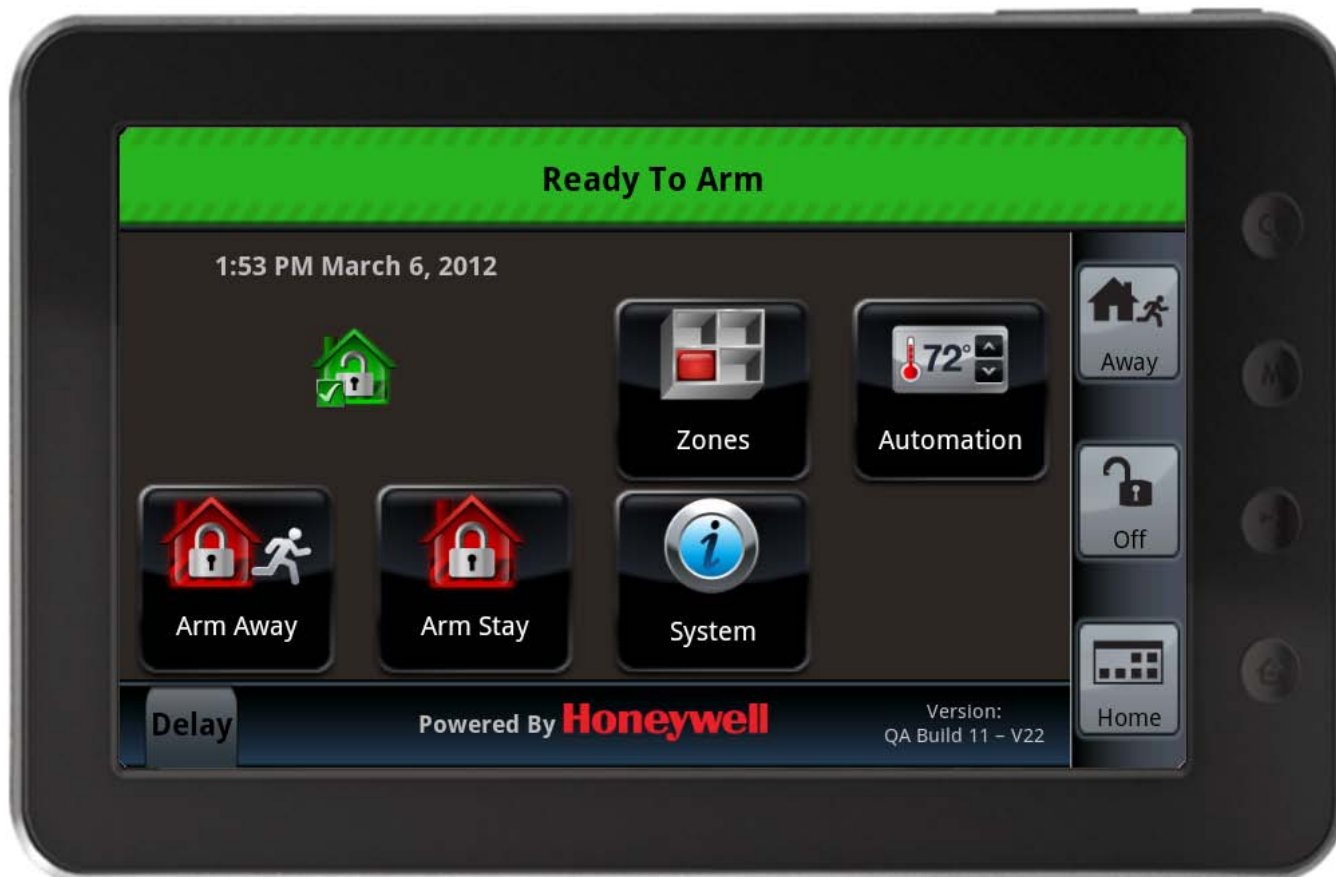 Ready To Arm
1:53 PM March 6, 2012
72°
Zones
Automation
Arm Away
Arm Stay
System
Away
Off
Home
Delay
Powered By Honeywell
Version:
QA Build 11 – V22